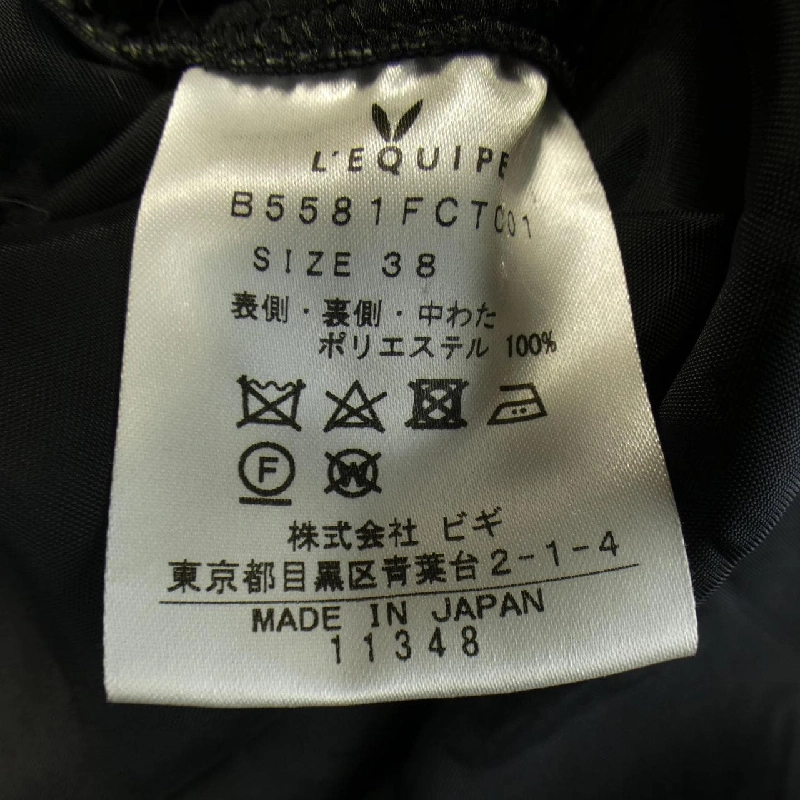 L'EQUIPE
B5581FCTC01
SIZE 38
表側・裏側・中わた
ポリエステル 100%
F W
株式会社 ビギ
東京都目黒区青葉台2-1-4
MADE IN JAPAN
11348